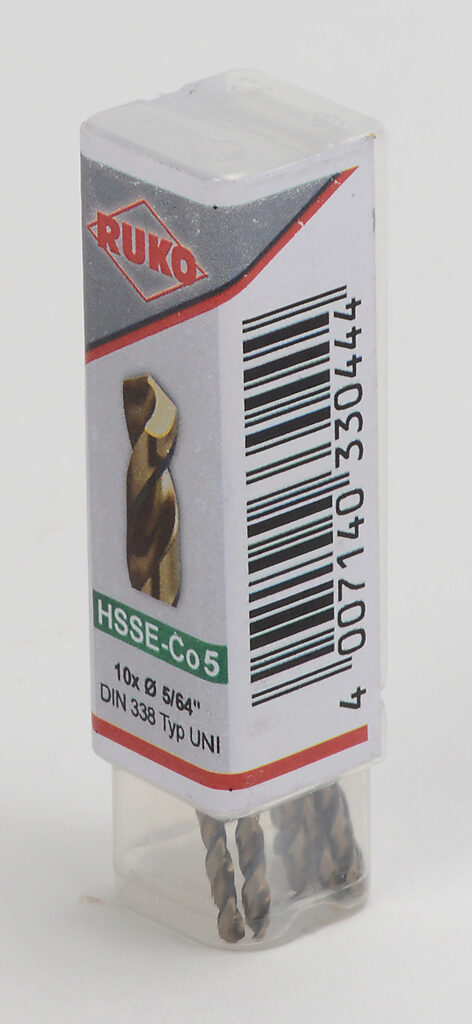 RUKO
HSSE-Co5
10x Ø 5/64"
DIN 338 Typ UNI
4 007140 330444